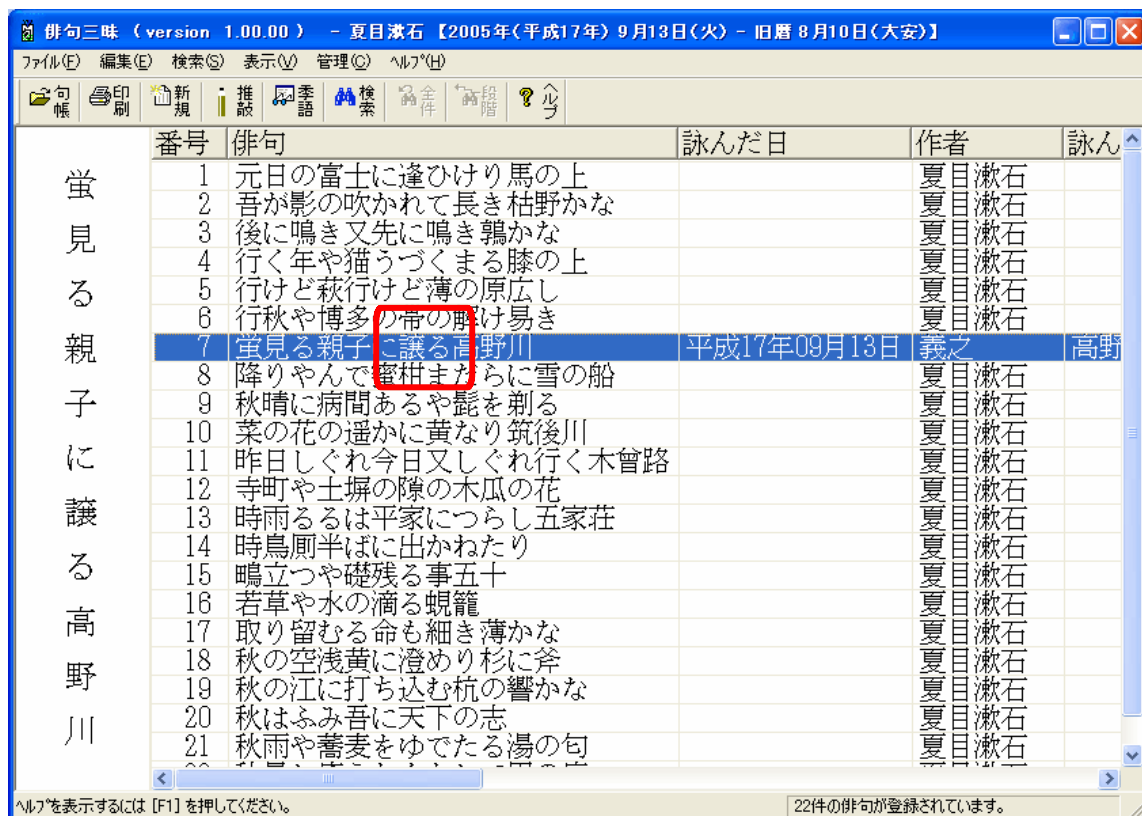 俳句三昧 （version 1.00.00） - 夏目漱石【2005年(平成17年) 9月13日(火) - 旧暦 8月10日(大安)】
ファイル(F) 編集(E) 検索(S) 表示(V) 管理(C) ヘルプ(H)
句帳 印刷 新規 推敲 季語 検索 全件 段階 ヘルプ
蛍見る親子に譲る高野川
番号 俳句 詠んだ日 作者 詠ん
1 元日の富士に逢ひけり馬の上 夏目漱石
2 吾が影の吹かれて長き枯野かな 夏目漱石
3 後に鳴き又先に鳴き鶉かな 夏目漱石
4 行く年や猫うづくまる膝の上 夏目漱石
5 行けど萩行けど薄の原広し 夏目漱石
6 行秋や博多の帯の解け易き 夏目漱石
7 蛍見る親子に譲る高野川 平成17年09月13日 義之 高野
8 降りやんで蜜柑まだらに雪の船 夏目漱石
9 秋晴に病間あるや髭を剃る 夏目漱石
10 菜の花の遥かに黄なり筑後川 夏目漱石
11 昨日しぐれ今日又しぐれ行く木曾路 夏目漱石
12 寺町や土塀の隙の木瓜の花 夏目漱石
13 時雨るるは平家につらし五家荘 夏目漱石
14 時鳥厠半ばに出かねたり 夏目漱石
15 鴫立つや礎残る事五十 夏目漱石
16 若草や水の滴る蜆籠 夏目漱石
17 取り留むる命も細き薄かな 夏目漱石
18 秋の空浅黄に澄めり杉に斧 夏目漱石
19 秋の江に打ち込む杭の響かな 夏目漱石
20 秋はふみ吾に天下の志 夏目漱石
21 秋雨や蕎麦をゆでたる湯の匂 夏目漱石
ヘルプを表示するには [F1] を押してください。 22件の俳句が登録されています。